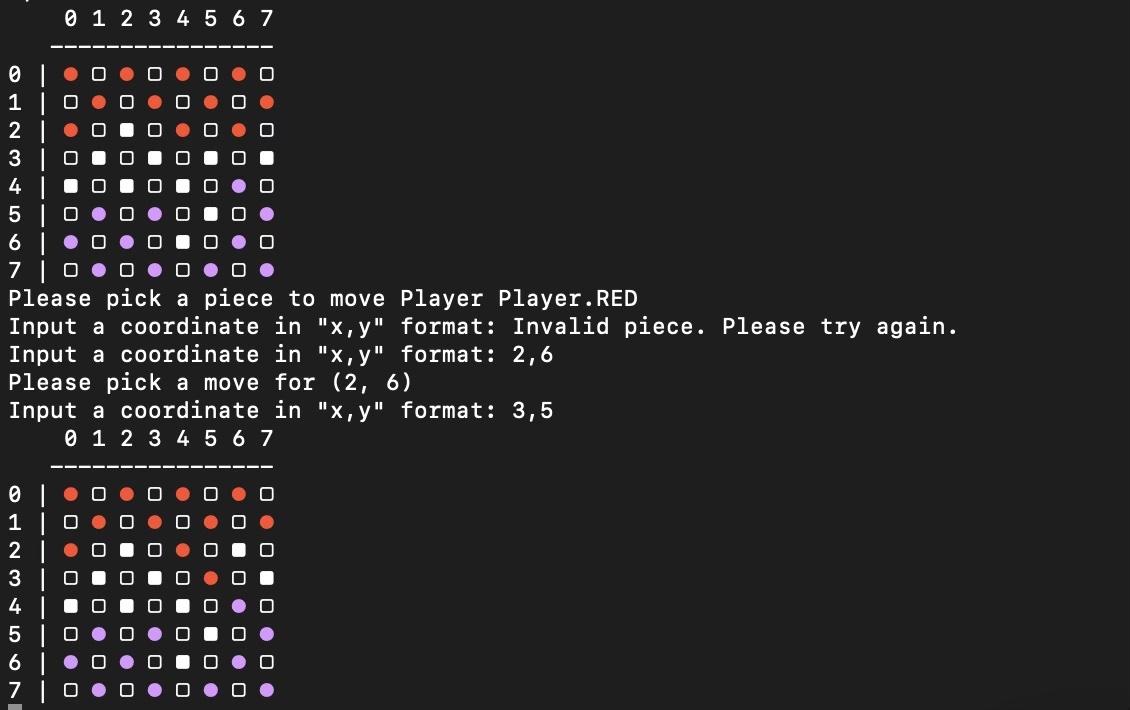 0 1 2 3 4 5 6 7
----------------
0 | ● □ ● □ ● □ ● □
1 | □ ● □ ● □ ● □ ●
2 | ● □ ■ □ ● □ ● □
3 | □ ■ □ ■ □ ■ □ ■
4 | ■ □ ■ □ ■ □ ● □
5 | □ ● □ ● □ ■ □ ●
6 | ● □ ● □ ■ □ ● □
7 | □ ● □ ● □ ● □ ●
Please pick a piece to move Player Player.RED
Input a coordinate in "x,y" format: Invalid piece. Please try again.
Input a coordinate in "x,y" format: 2,6
Please pick a move for (2, 6)
Input a coordinate in "x,y" format: 3,5
0 1 2 3 4 5 6 7
----------------
0 | ● □ ● □ ● □ ● □
1 | □ ● □ ● □ ● □ ●
2 | ● □ ■ □ ● □ ■ □
3 | □ ■ □ ■ □ ● □ ■
4 | ■ □ ■ □ ■ □ ● □
5 | □ ● □ ● □ ■ □ ●
6 | ● □ ● □ ■ □ ● □
7 | □ ● □ ● □ ● □ ●